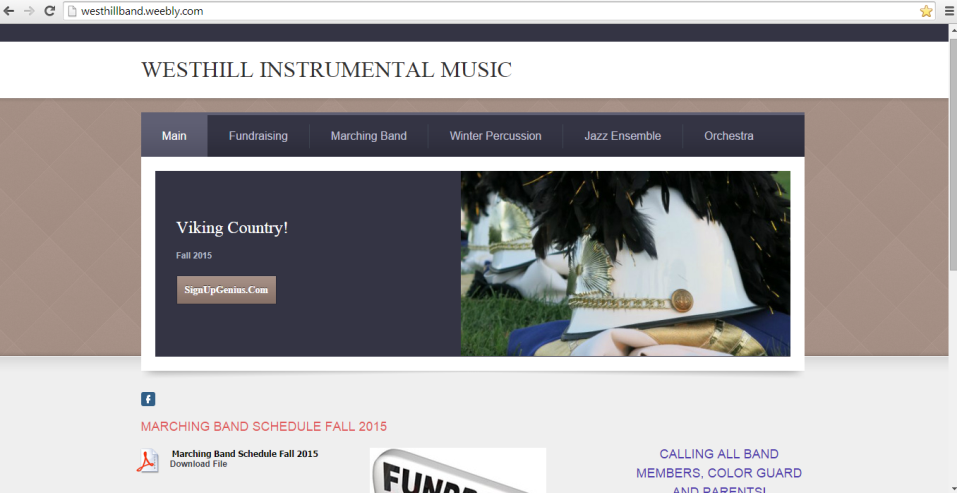 westhillband.weebly.com
WESTHILL INSTRUMENTAL MUSIC
Main Fundraising Marching Band Winter Percussion Jazz Ensemble Orchestra
Viking Country!
Fall 2015
SignUpGenius.Com
MARCHING BAND SCHEDULE FALL 2015
Marching Band Schedule Fall 2015
Download File
CALLING ALL BAND
MEMBERS, COLOR GUARD
AND PARENTS!